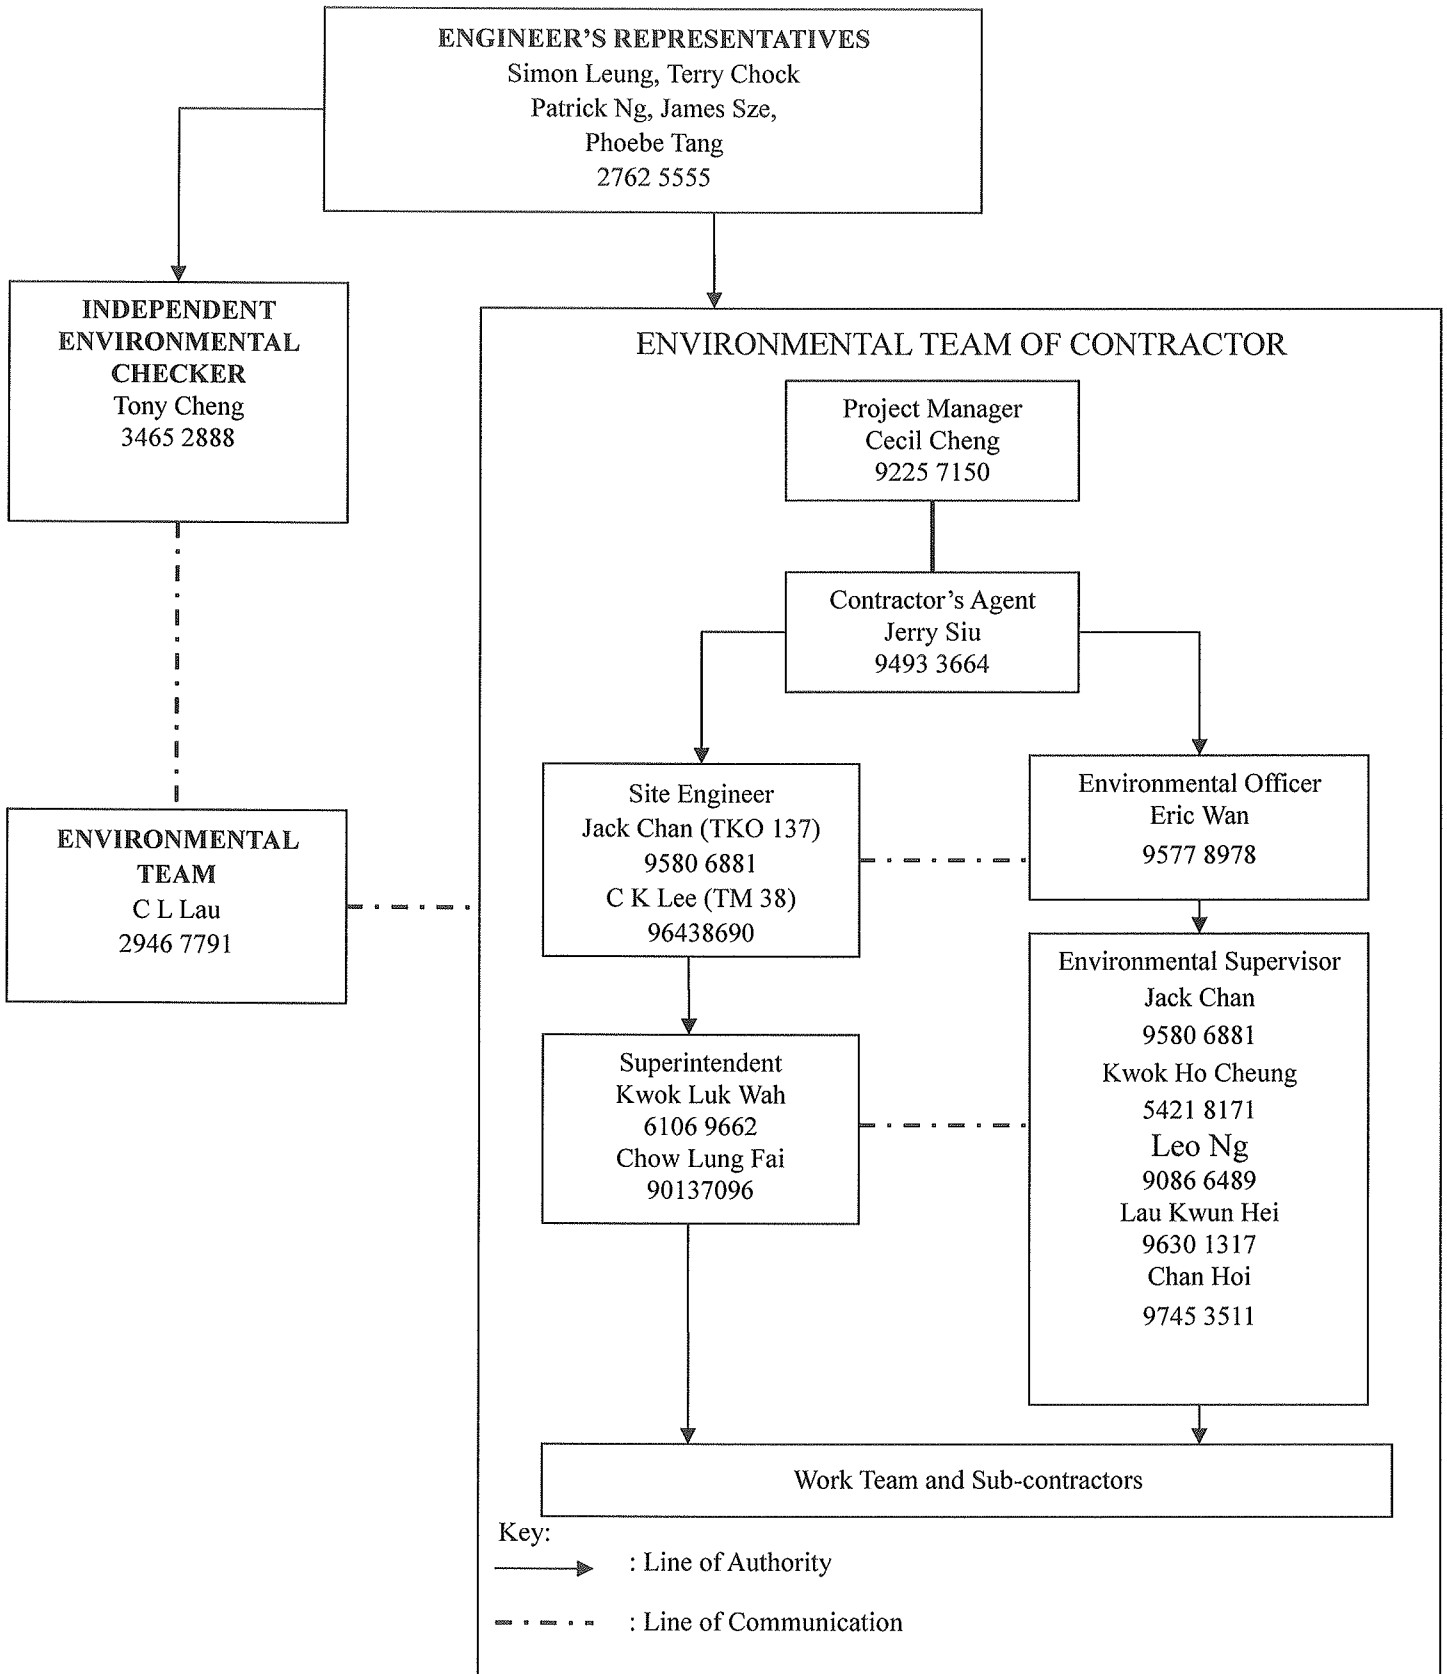 ENGINEER’S REPRESENTATIVES
Simon Leung, Terry Chock
Patrick Ng, James Sze,
Phoebe Tang
2762 5555
INDEPENDENT
ENVIRONMENTAL
CHECKER
Tony Cheng
3465 2888
ENVIRONMENTAL
TEAM
C L Lau
2946 7791
ENVIRONMENTAL TEAM OF CONTRACTOR
Project Manager
Cecil Cheng
9225 7150
Contractor’s Agent
Jerry Siu
9493 3664
Site Engineer
Jack Chan (TKO 137)
9580 6881
C K Lee (TM 38)
96438690
Environmental Officer
Eric Wan
9577 8978
Superintendent
Kwok Luk Wah
6106 9662
Chow Lung Fai
90137096
Environmental Supervisor
Jack Chan
9580 6881
Kwok Ho Cheung
5421 8171
Leo Ng
9086 6489
Lau Kwun Hei
9630 1317
Chan Hoi
9745 3511
Work Team and Sub-contractors
Key:
: Line of Authority
: Line of Communication